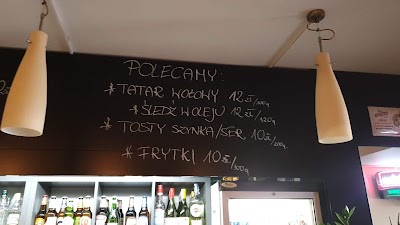 POLECAMY:
* TATAR WOŁOWY 12 zł/100g
* ŚLEDŹ W OLEJU 12 zł/120g
* TOSTY SZYNKA/SER 10 zł/200g
* FRYTKI 10 zł/100g